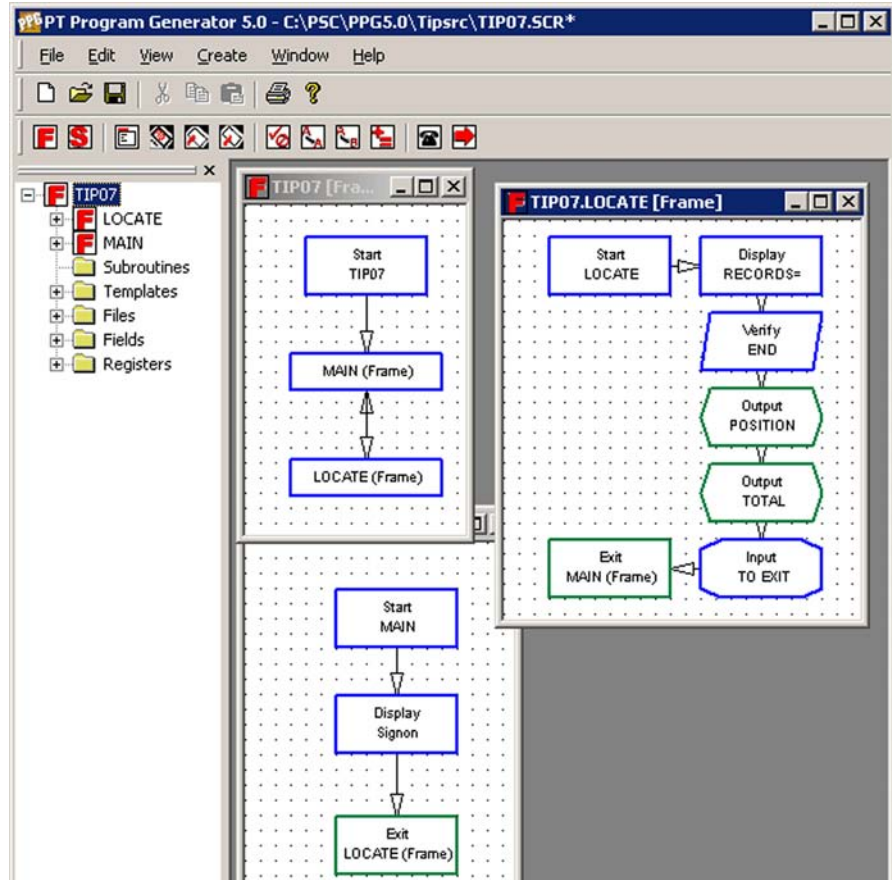 PPG PT Program Generator 5.0 - C:\PSC\PPG5.0\Tipsrc\TIP07.SCR*
File Edit View Create Window Help
F S
TIP07
LOCATE
MAIN
Subroutines
Templates
Files
Fields
Registers
TIP07 [Fra...
Start
TIP07
MAIN (Frame)
LOCATE (Frame)
TIP07.LOCATE [Frame]
Start
LOCATE
Display
RECORDS=
Verify
END
Output
POSITION
Output
TOTAL
Input
TO EXIT
Exit
MAIN (Frame)
Start
MAIN
Display
Signon
Exit
LOCATE (Frame)